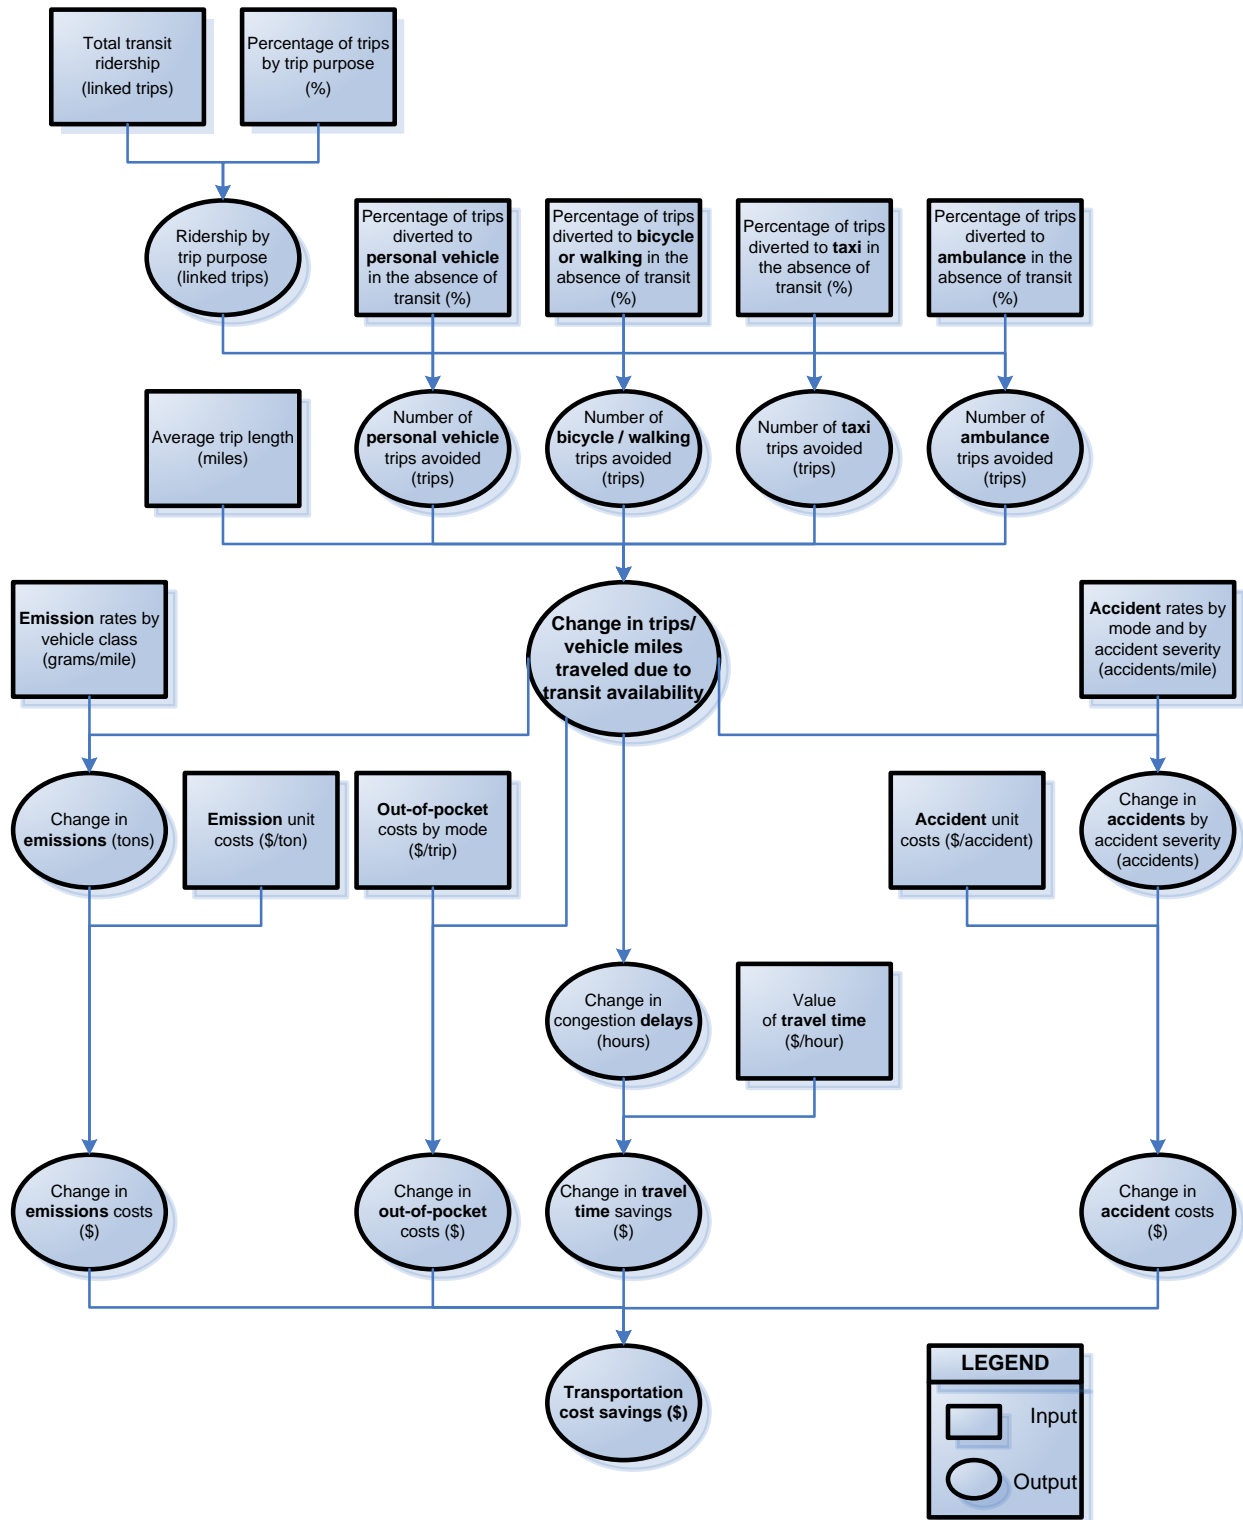 Total transit
ridership
(linked trips)
Percentage of trips
by trip purpose
(%)
Ridership by
trip purpose
(linked trips)
Percentage of trips
diverted to
personal vehicle
in the absence of
transit (%)
Percentage of trips
diverted to bicycle
or walking in the
absence of transit
(%)
Percentage of trips
diverted to taxi in
the absence of
transit (%)
Percentage of trips
diverted to
ambulance in the
absence of transit
(%)
Average trip length
(miles)
Number of
personal vehicle
trips avoided
(trips)
Number of
bicycle / walking
trips avoided
(trips)
Number of taxi
trips avoided
(trips)
Number of
ambulance
trips avoided
(trips)
Emission rates by
vehicle class
(grams/mile)
Change in trips/
vehicle miles
traveled due to
transit availability
Accident rates by
mode and by
accident severity
(accidents/mile)
Change in
emissions (tons)
Emission unit
costs ($/ton)
Out-of-pocket
costs by mode
($/trip)
Accident unit
costs ($/accident)
Change in
accidents by
accident severity
(accidents)
Change in
congestion delays
(hours)
Value
of travel time
($/hour)
Change in
emissions costs
($)
Change in
out-of-pocket
costs ($)
Change in travel
time savings
($)
Change in
accident costs
($)
Transportation
cost savings ($)
LEGEND
Input
Output